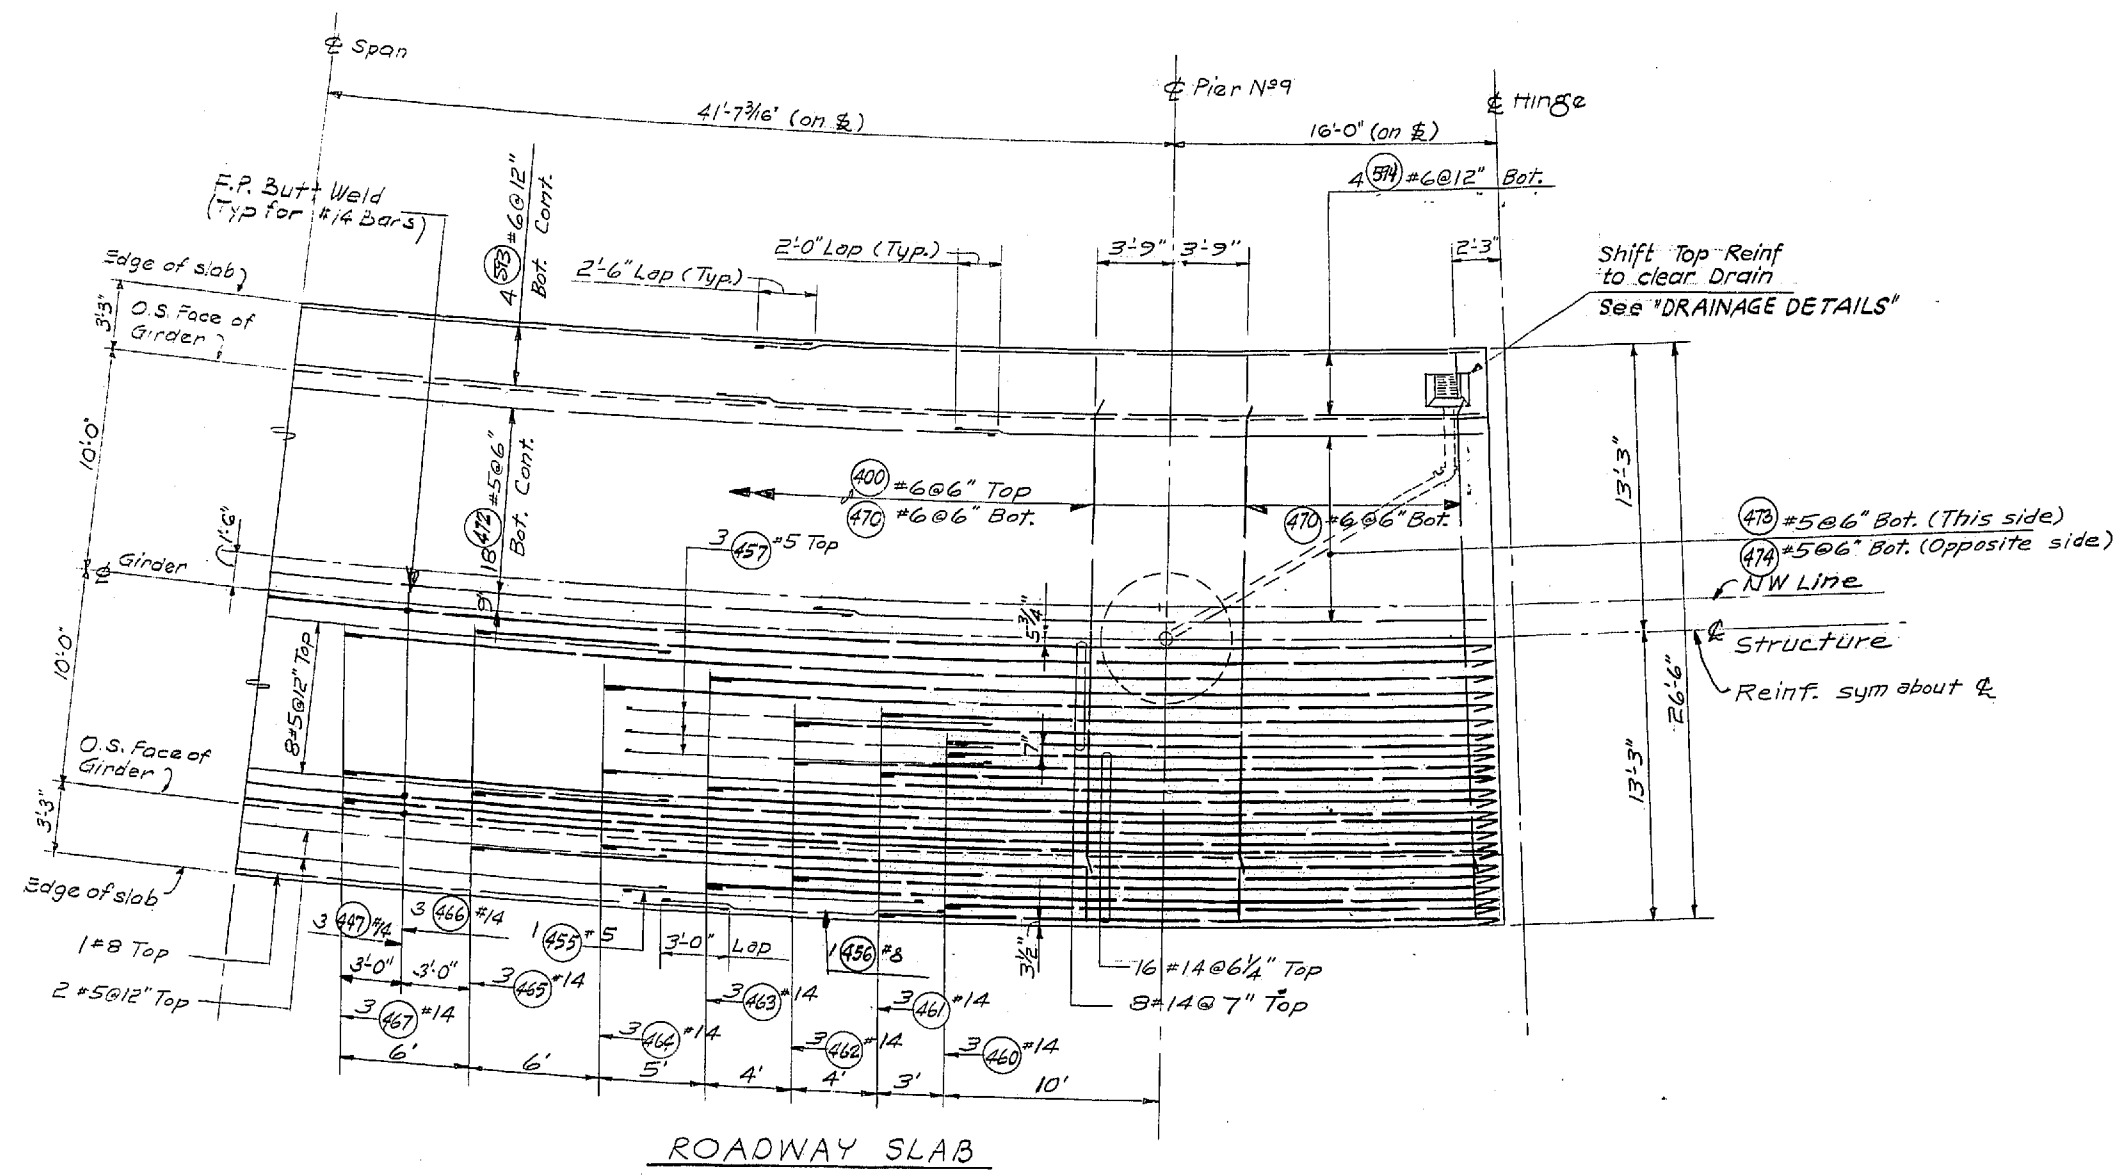 ℄ Span
℄ Pier Nº9
℄ Hinge
41'-7 3/16" (on ℄)
16'-0" (on ℄)
4 #6@12" Bot.
F.P. Butt Weld
(Typ for #14 Bars)
4 #6@12"
Bot. Cont.
2'-6" Lap (Typ.)
2'-0" Lap (Typ.)
3'-9" 3'-9"
2'-3"
Shift Top Reinf
to clear Drain
See "DRAINAGE DETAILS"
Edge of slab
3'-3"
O.S. Face of
Girder
10'-0"
18 472 #5@6"
Bot. Cont.
9"
400 #6@6" Top
470 #6@6" Bot.
470 #6@6" Bot.
3 457 #5 Top
13'-3"
26'-6"
473 #5@6" Bot. (This side)
474 #5@6" Bot. (Opposite side)
NW Line
℄ Girder
1'-6"
5 3/4"
℄ Structure
Reinf. sym about ℄
10'-0"
8#5@12" Top
7"
13'-3"
O.S. Face of
Girder
3'-3"
Edge of slab
1 #8 Top
2 #5@12" Top
3 447 #14
3 466 #14
1 455 #5
3'-0" Lap
1 456 #8
3 1/2"
16 #14@6 1/4" Top
8#14@ 7" Top
3'-0" 3'-0"
3 465 #14
3 463 #14
3 461 #14
3 467 #14
3 464 #14
3 462 #14
3 460 #14
6' 6' 5' 4' 4' 3' 10'
ROADWAY SLAB